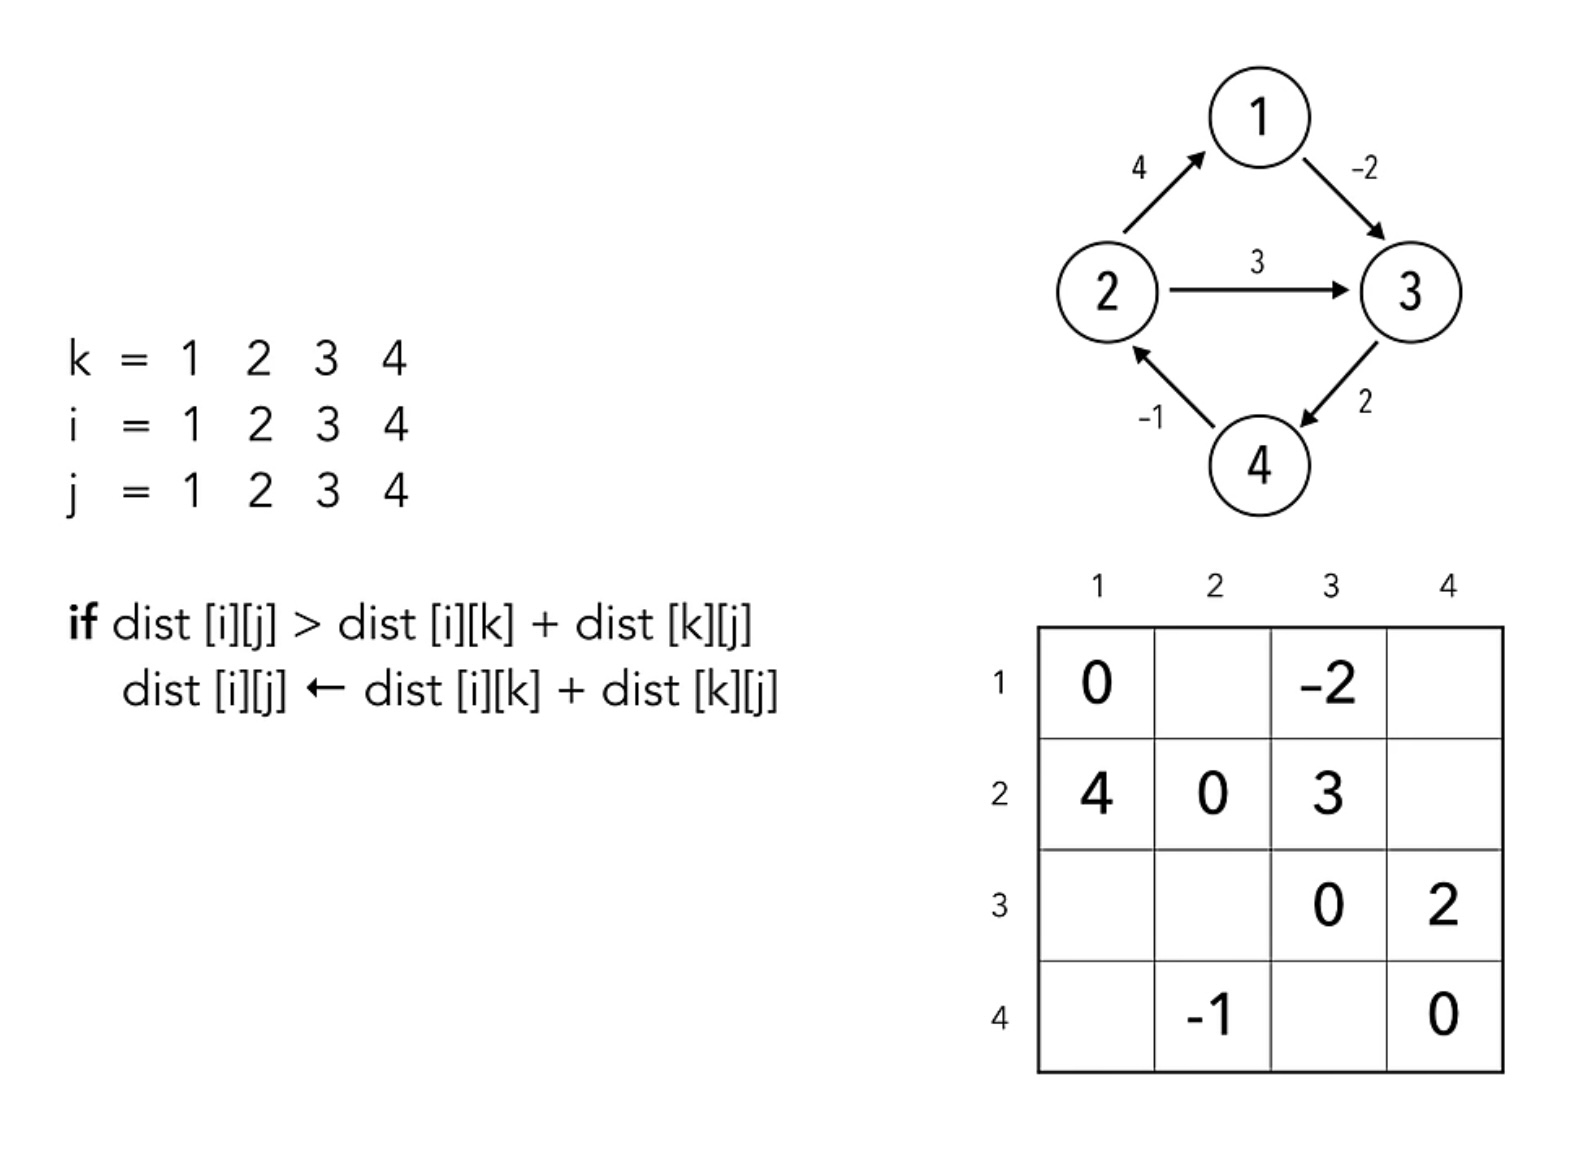 k = 1 2 3 4
i = 1 2 3 4
j = 1 2 3 4
if dist [i][j] > dist [i][k] + dist [k][j]
dist [i][j] ← dist [i][k] + dist [k][j]
1
4
–2
2
3
3
–1
2
4
1 2 3 4
1 0 –2
2 4 0 3
3 0 2
4 -1 0